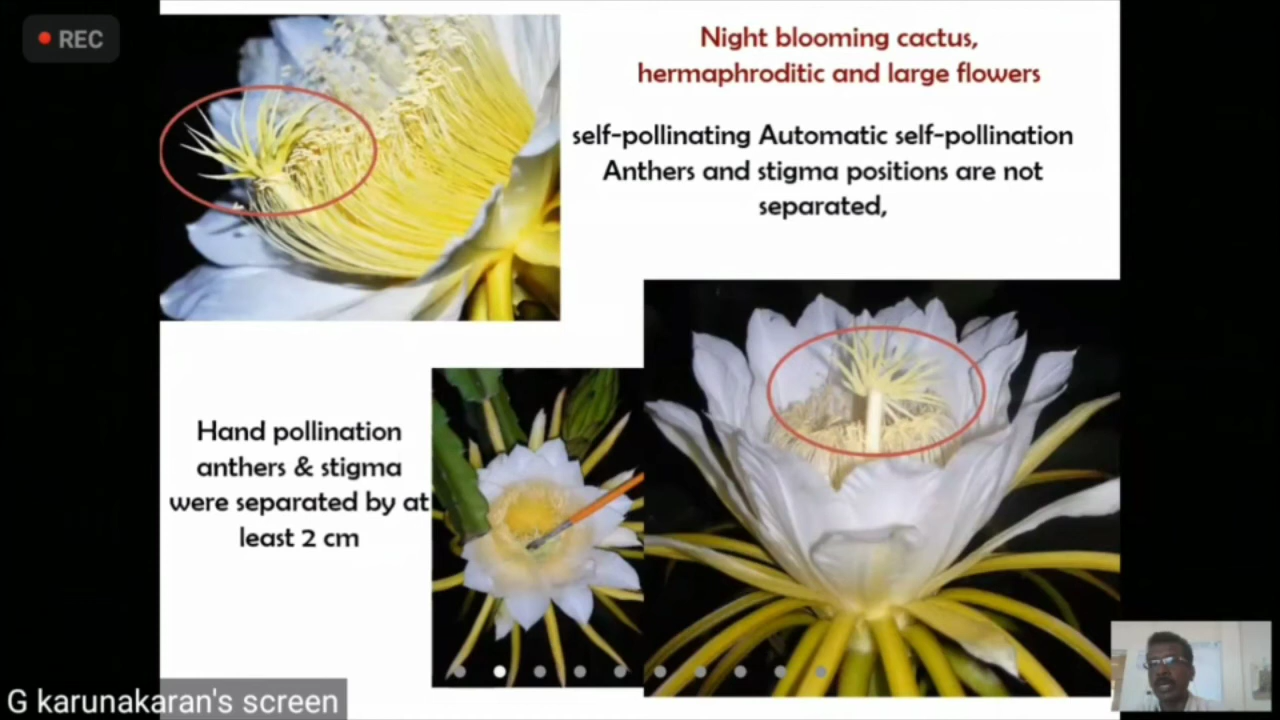 REC
Night blooming cactus,
hermaphroditic and large flowers
self-pollinating Automatic self-pollination
Anthers and stigma positions are not
separated,
Hand pollination
anthers & stigma
were separated by at
least 2 cm
G karunakaran's screen